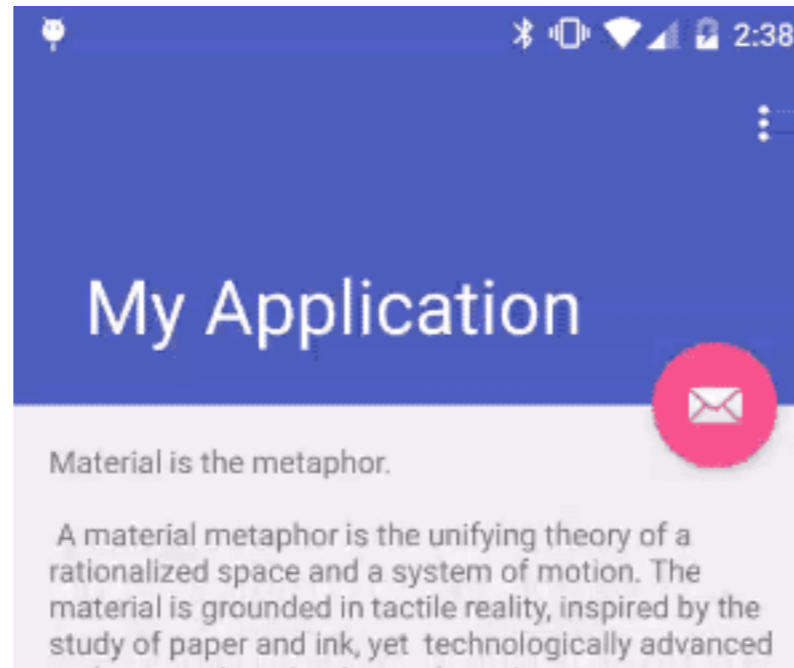 2:38
My Application
Material is the metaphor.
A material metaphor is the unifying theory of a
rationalized space and a system of motion. The
material is grounded in tactile reality, inspired by the
study of paper and ink, yet technologically advanced